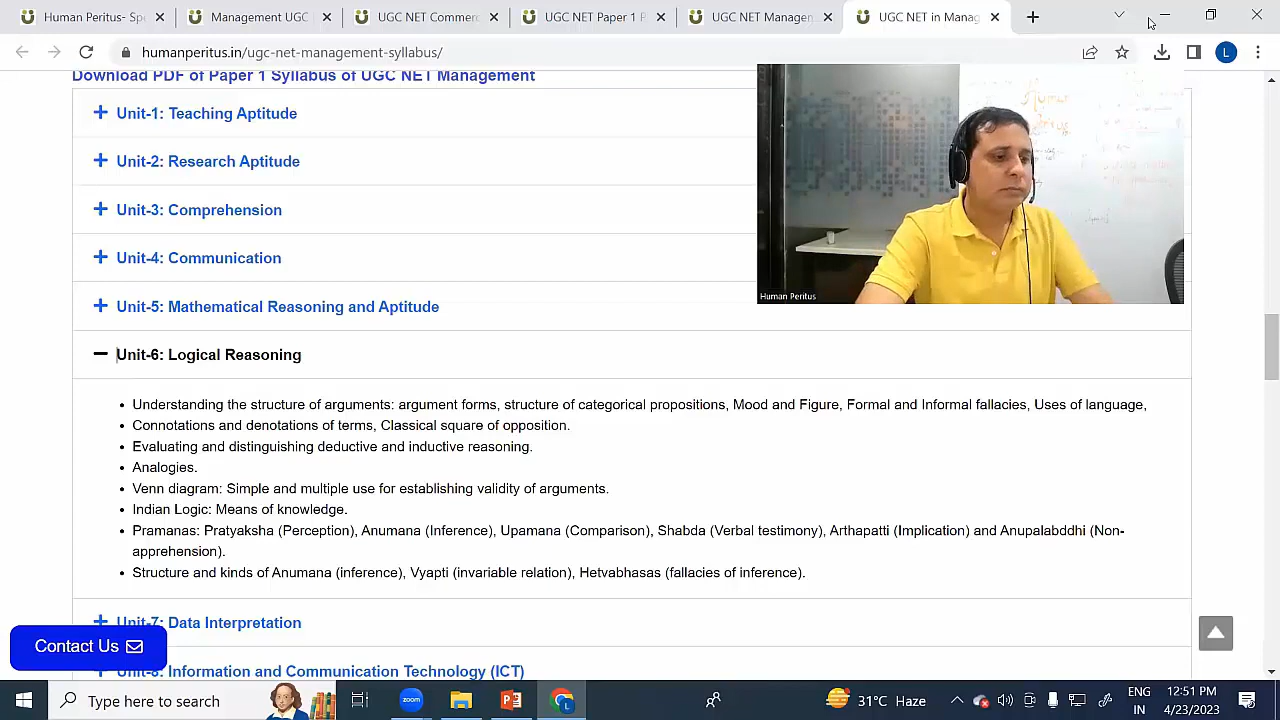 Human Peritus- Spe
Management UGC
UGC NET Commerc
UGC NET Paper 1 P
UGC NET Managem
UGC NET in Manag
humanperitus.in/ugc-net-management-syllabus/
L
Download PDF of Paper 1 Syllabus of UGC NET Management
Unit-1: Teaching Aptitude
Unit-2: Research Aptitude
Unit-3: Comprehension
Unit-4: Communication
Unit-5: Mathematical Reasoning and Aptitude
Human Peritus
Unit-6: Logical Reasoning
Understanding the structure of arguments: argument forms, structure of categorical propositions, Mood and Figure, Formal and Informal fallacies, Uses of language,
Connotations and denotations of terms, Classical square of opposition.
Evaluating and distinguishing deductive and inductive reasoning.
Analogies.
Venn diagram: Simple and multiple use for establishing validity of arguments.
Indian Logic: Means of knowledge.
Pramanas: Pratyaksha (Perception), Anumana (Inference), Upamana (Comparison), Shabda (Verbal testimony), Arthapatti (Implication) and Anupalabddhi (Non-
apprehension).
Structure and kinds of Anumana (inference), Vyapti (invariable relation), Hetvabhasas (fallacies of inference).
Unit-7: Data Interpretation
Contact Us
Unit-8: Information and Communication Technology (ICT)
Type here to search
zoom
31°C Haze
ENG
IN
12:51 PM
4/23/2023